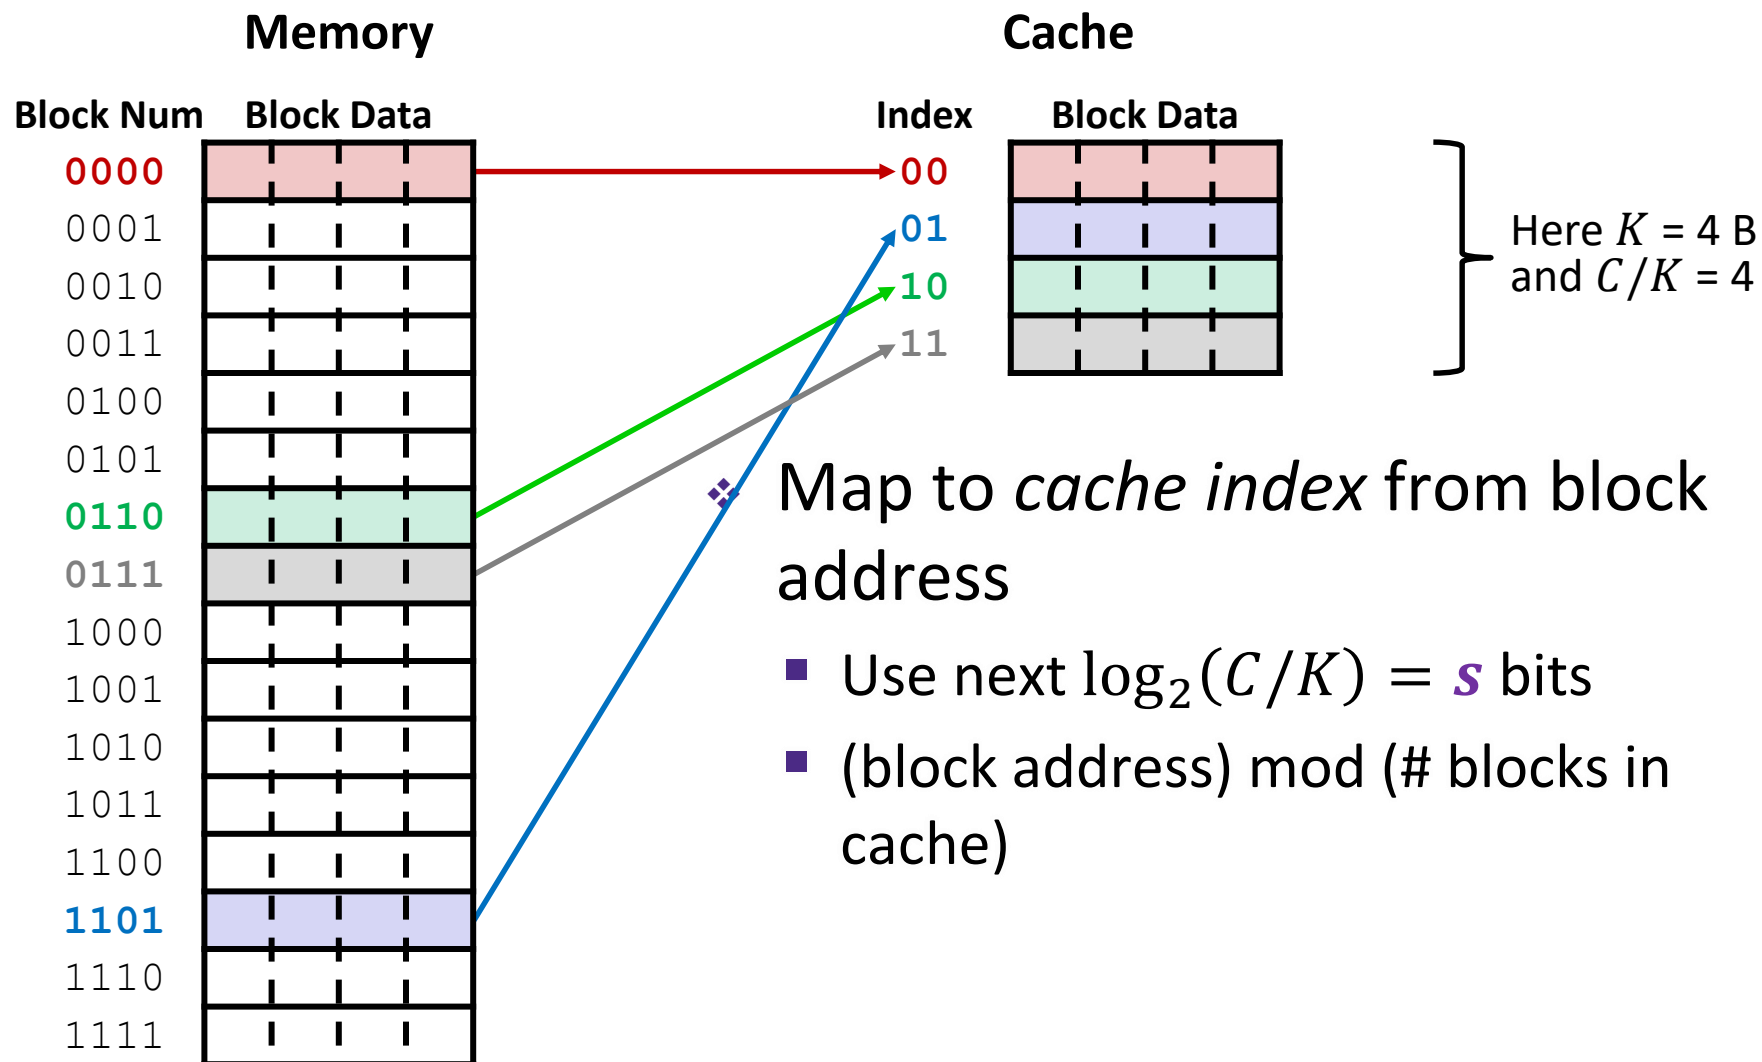 Memory
Cache
Block Num Block Data
Index Block Data
0000
0001
0010
0011
0100
0101
0110
0111
1000
1001
1010
1011
1100
1101
1110
1111
00
01
10
11
Here K = 4 B
and C/K = 4
❖ Map to cache index from block
address
▪ Use next log₂(C/K) = s bits
▪ (block address) mod (# blocks in
cache)